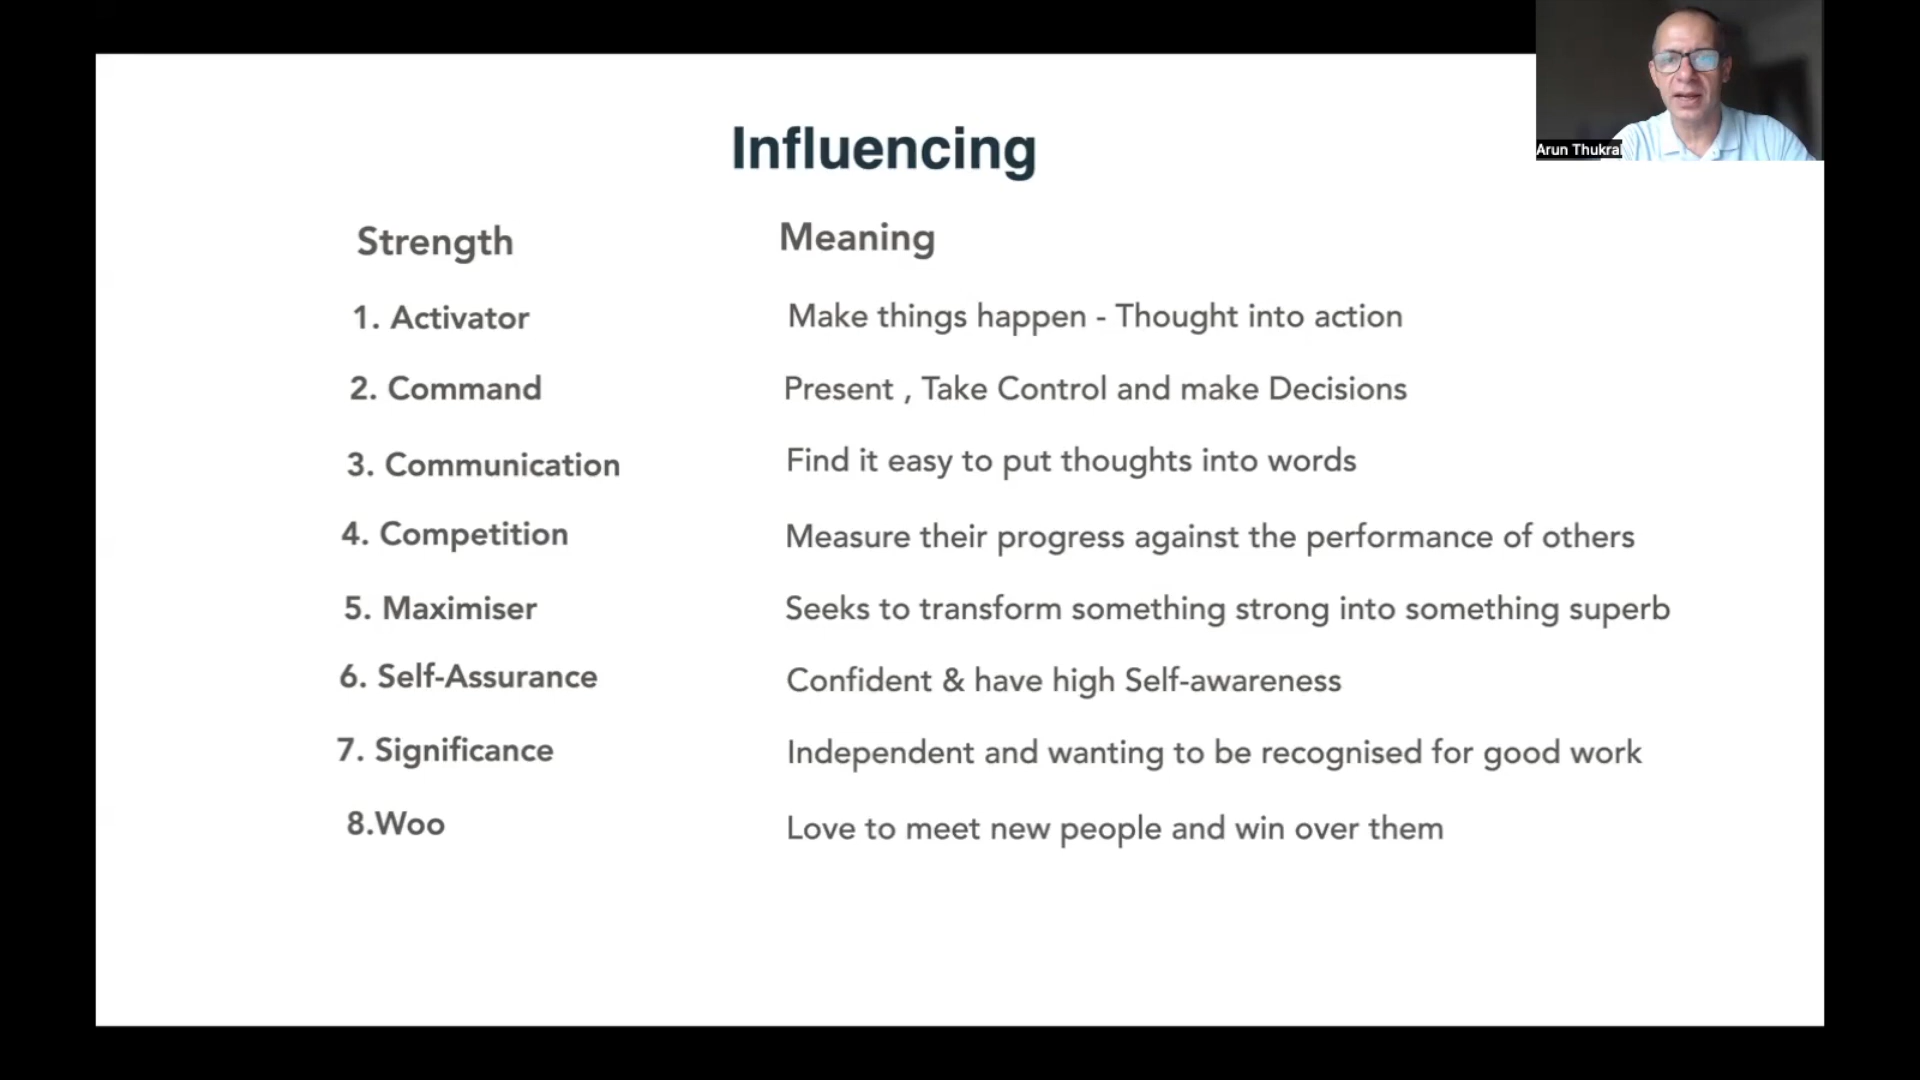 Arun Thukral
Influencing
Strength Meaning
1. Activator Make things happen - Thought into action
2. Command Present , Take Control and make Decisions
3. Communication Find it easy to put thoughts into words
4. Competition Measure their progress against the performance of others
5. Maximiser Seeks to transform something strong into something superb
6. Self-Assurance Confident & have high Self-awareness
7. Significance Independent and wanting to be recognised for good work
8.Woo Love to meet new people and win over them